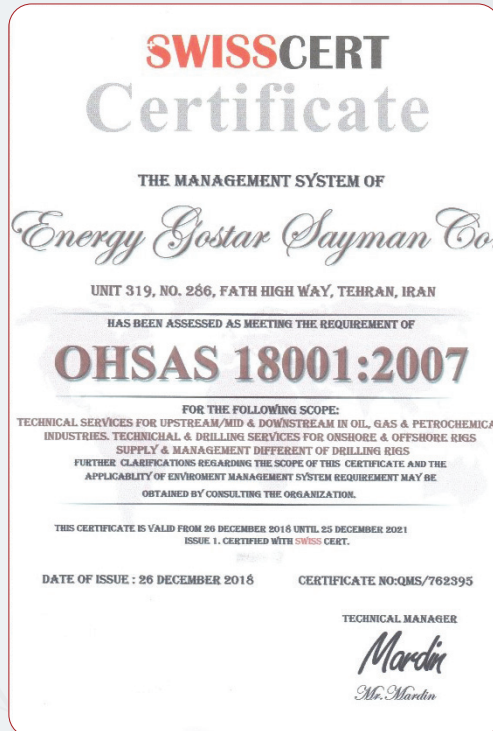 SWISSCERT
Certificate
THE MANAGEMENT SYSTEM OF
Energy Gostar Sayman Co.
UNIT 319, NO. 286, FATH HIGH WAY, TEHRAN, IRAN
HAS BEEN ASSESSED AS MEETING THE REQUIREMENT OF
OHSAS 18001:2007
FOR THE FOLLOWING SCOPE:
TECHNICAL SERVICES FOR UPSTREAM/MID & DOWNSTREAM IN OIL, GAS & PETROCHEMICA
INDUSTRIES. TECHNICHAL & DRILLING SERVICES FOR ONSHORE & OFFSHORE RIGS
SUPPLY & MANAGEMENT DIFFERENT OF DRILLING RIGS
FURTHER CLARIFICATIONS REGARDING THE SCOPE OF THIS CERTIFICATE AND THE
APPLICABLITY OF ENVIROMENT MANAGEMENT SYSTEM REQUIREMENT MAY BE
OBTAINED BY CONSULTING THE ORGANIZATION.
THIS CERTIFICATE IS VALID FROM 26 DECEMBER 2018 UNTIL 25 DECEMBER 2021
ISSUE 1. CERTIFIED WITH SWISS CERT.
DATE OF ISSUE : 26 DECEMBER 2018 CERTIFICATE NO:QMS/762395
TECHNICAL MANAGER
Mardin
Mr. Mardin